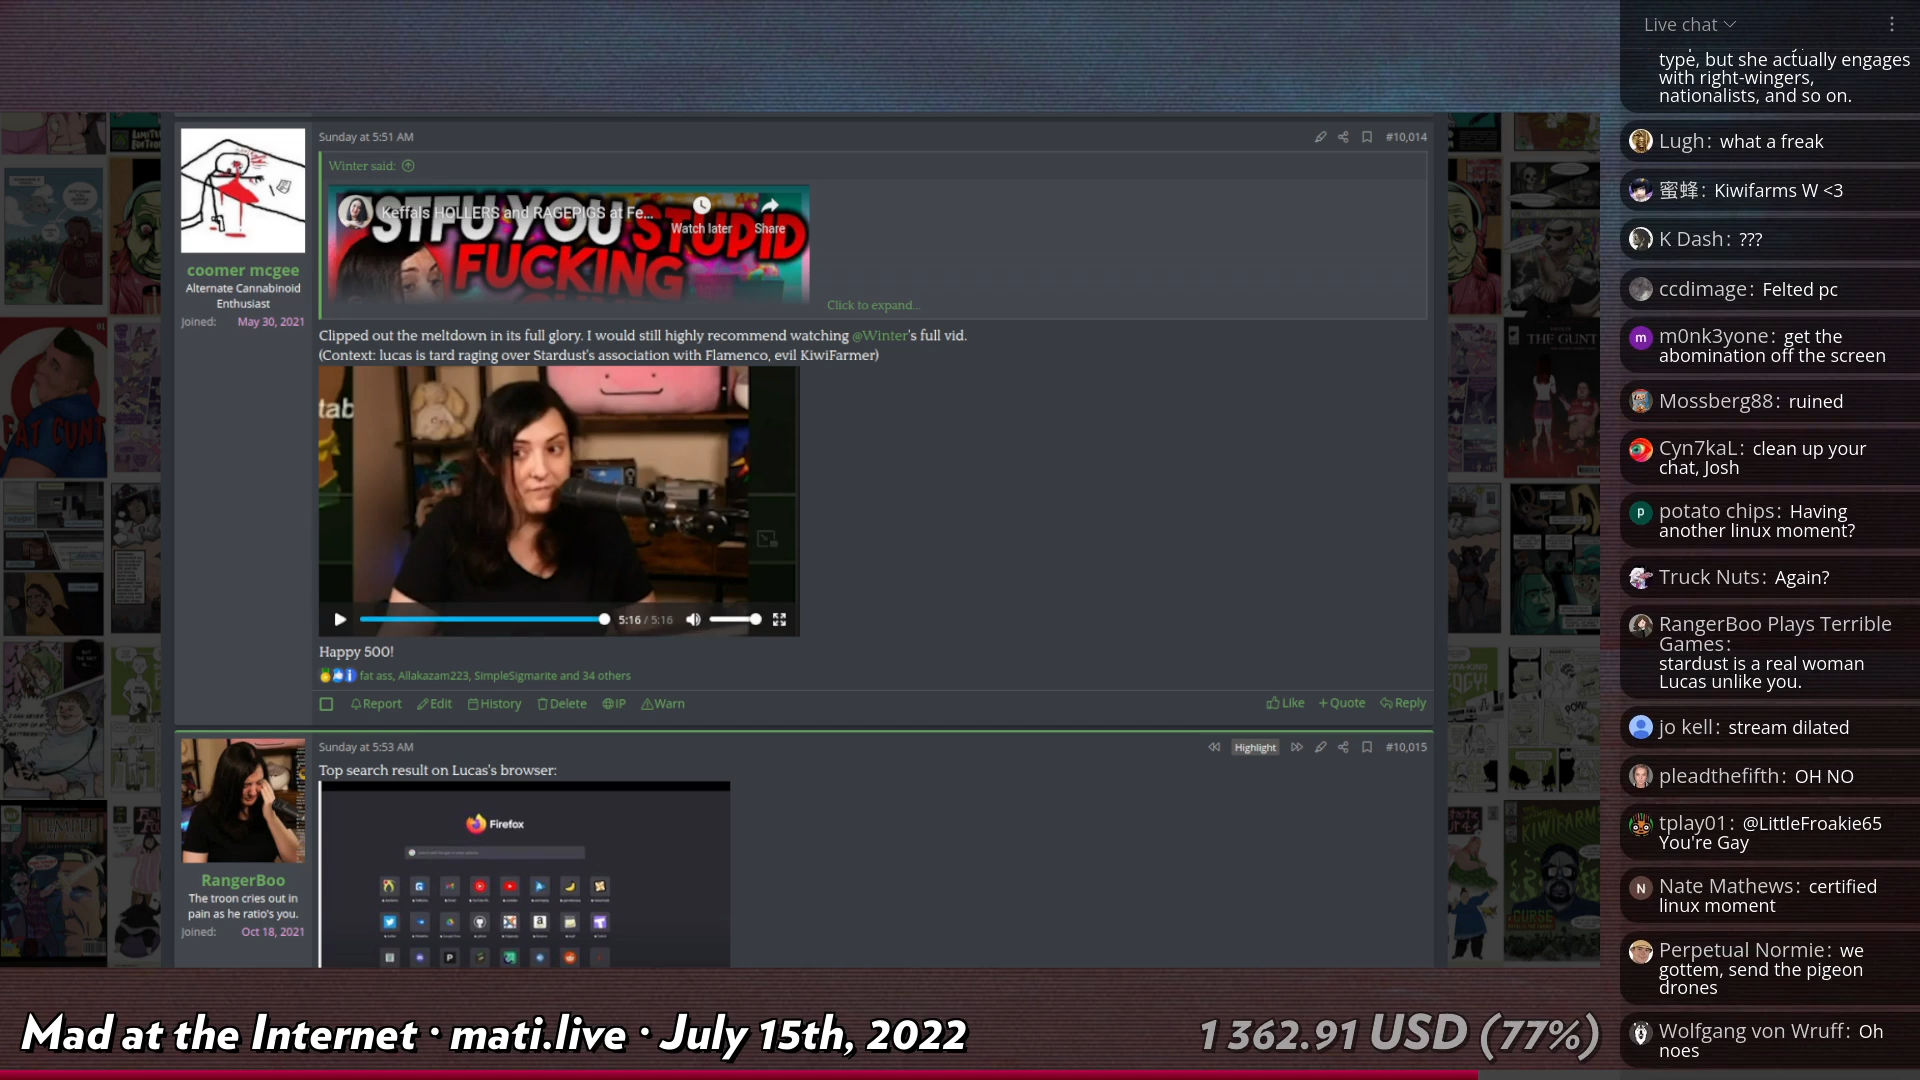 Live chat
type, but she actually engages
with right-wingers,
nationalists, and so on.
Lugh: what a freak
蜜蜂: Kiwifarms W <3
K Dash: ???
ccdimage: Felted pc
m0nk3yone: get the
abomination off the screen
Mossberg88: ruined
Cyn7kaL: clean up your
chat, Josh
potato chips: Having
another linux moment?
Truck Nuts: Again?
RangerBoo Plays Terrible
Games:
stardust is a real woman
Lucas unlike you.
jo kell: stream dilated
pleadthefifth: OH NO
tplay01: @LittleFroakie65
You're Gay
Nate Mathews: certified
linux moment
Perpetual Normie: we
gottem, send the pigeon
drones
Wolfgang von Wruff: Oh
noes
coomer mcgee
Alternate Cannabinoid
Enthusiast
Joined: May 30, 2021
Sunday at 5:51 AM
#10,014
Winter said:
Keffals HOLLERS and RAGEPIGS at Fe...
Watch later
Share
STFU YOU STUPID
FUCKING
Click to expand...
Clipped out the meltdown in its full glory. I would still highly recommend watching @Winter's full vid.
(Context: lucas is tard raging over Stardust's association with Flamenco, evil KiwiFarmer)
tab
5:16 / 5:16
Happy 500!
fat ass, Allakazam223, SimpleSigmarite and 34 others
Report Edit History Delete IP Warn
Like +Quote Reply
RangerBoo
The troon cries out in
pain as he ratio's you.
Joined: Oct 18, 2021
Sunday at 5:53 AM
Highlight
#10,015
Top search result on Lucas's browser:
Firefox
FAT CUNT
THE GUNT
KIWIFARMS
CURSE
Mad at the Internet · mati.live · July 15th, 2022
1 362.91 USD (77%)